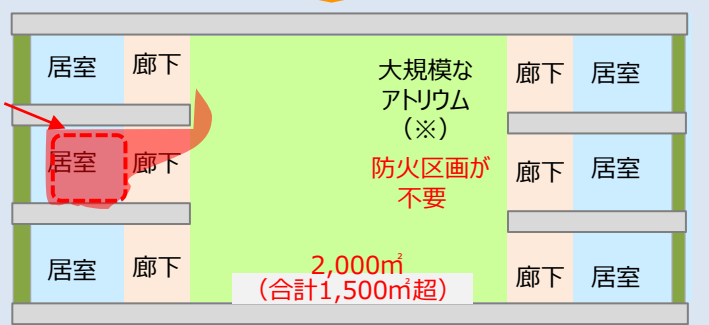 居室
廊下
大規模な
アトリウム
（※）
廊下
居室
居室
廊下
防火区画が
不要
廊下
居室
居室
廊下
2,000㎡
（合計1,500㎡超）
廊下
居室